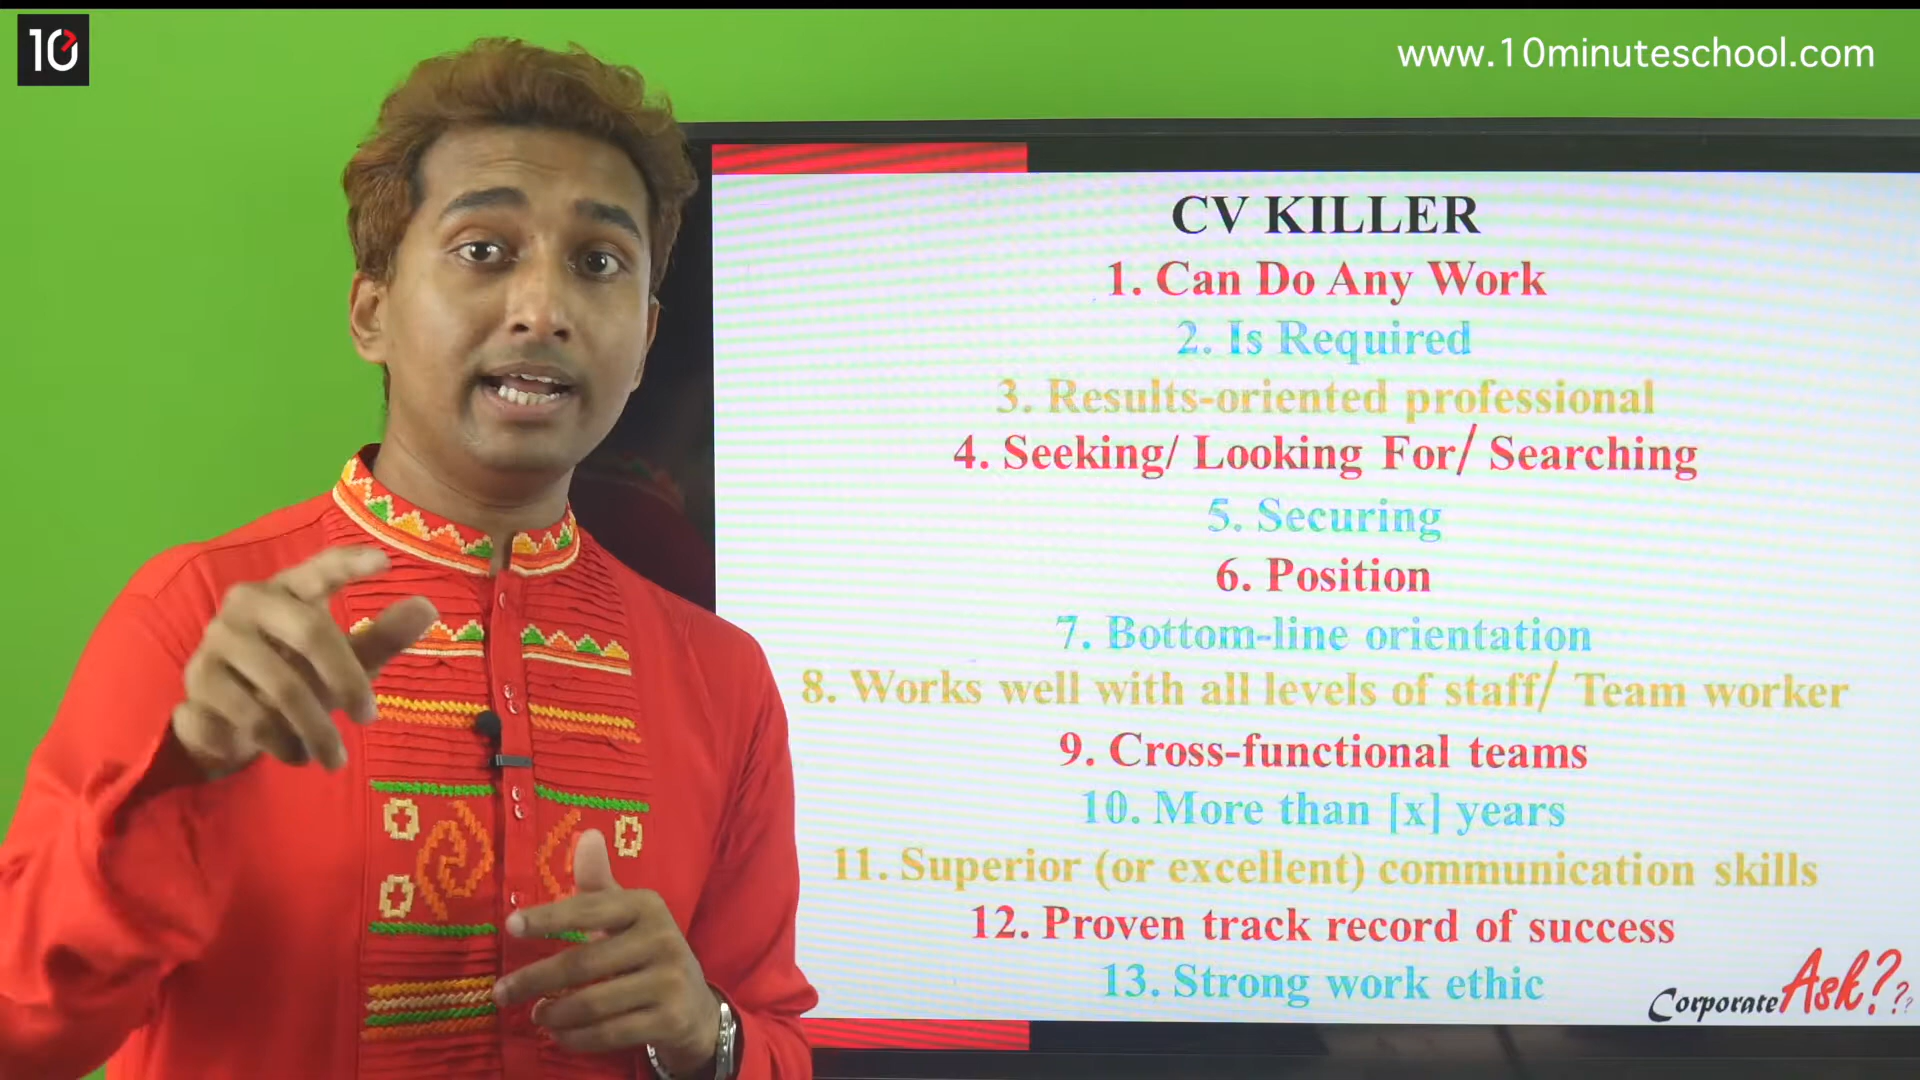 10
www.10minuteschool.com
CV KILLER
1. Can Do Any Work
2. Is Required
3. Results-oriented professional
4. Seeking/ Looking For/ Searching
5. Securing
6. Position
7. Bottom-line orientation
8. Works well with all levels of staff/ Team worker
9. Cross-functional teams
10. More than [x] years
11. Superior (or excellent) communication skills
12. Proven track record of success
13. Strong work ethic
Corporate Ask???